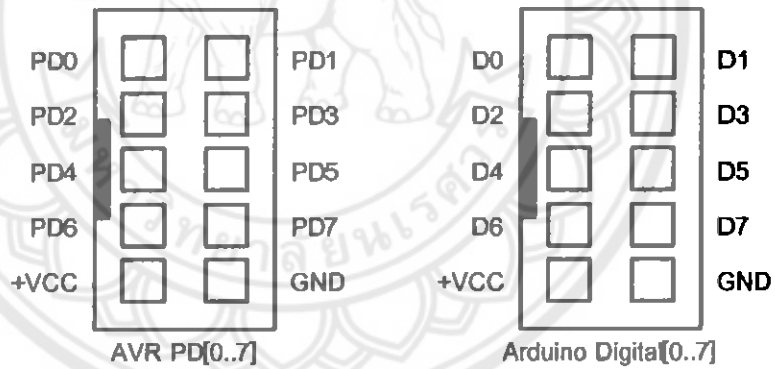 PD0 PD1 D0 D1
PD2 PD3 D2 D3
PD4 PD5 D4 D5
PD6 PD7 D6 D7
+VCC GND +VCC GND
AVR PD[0..7] Arduino Digital[0..7]